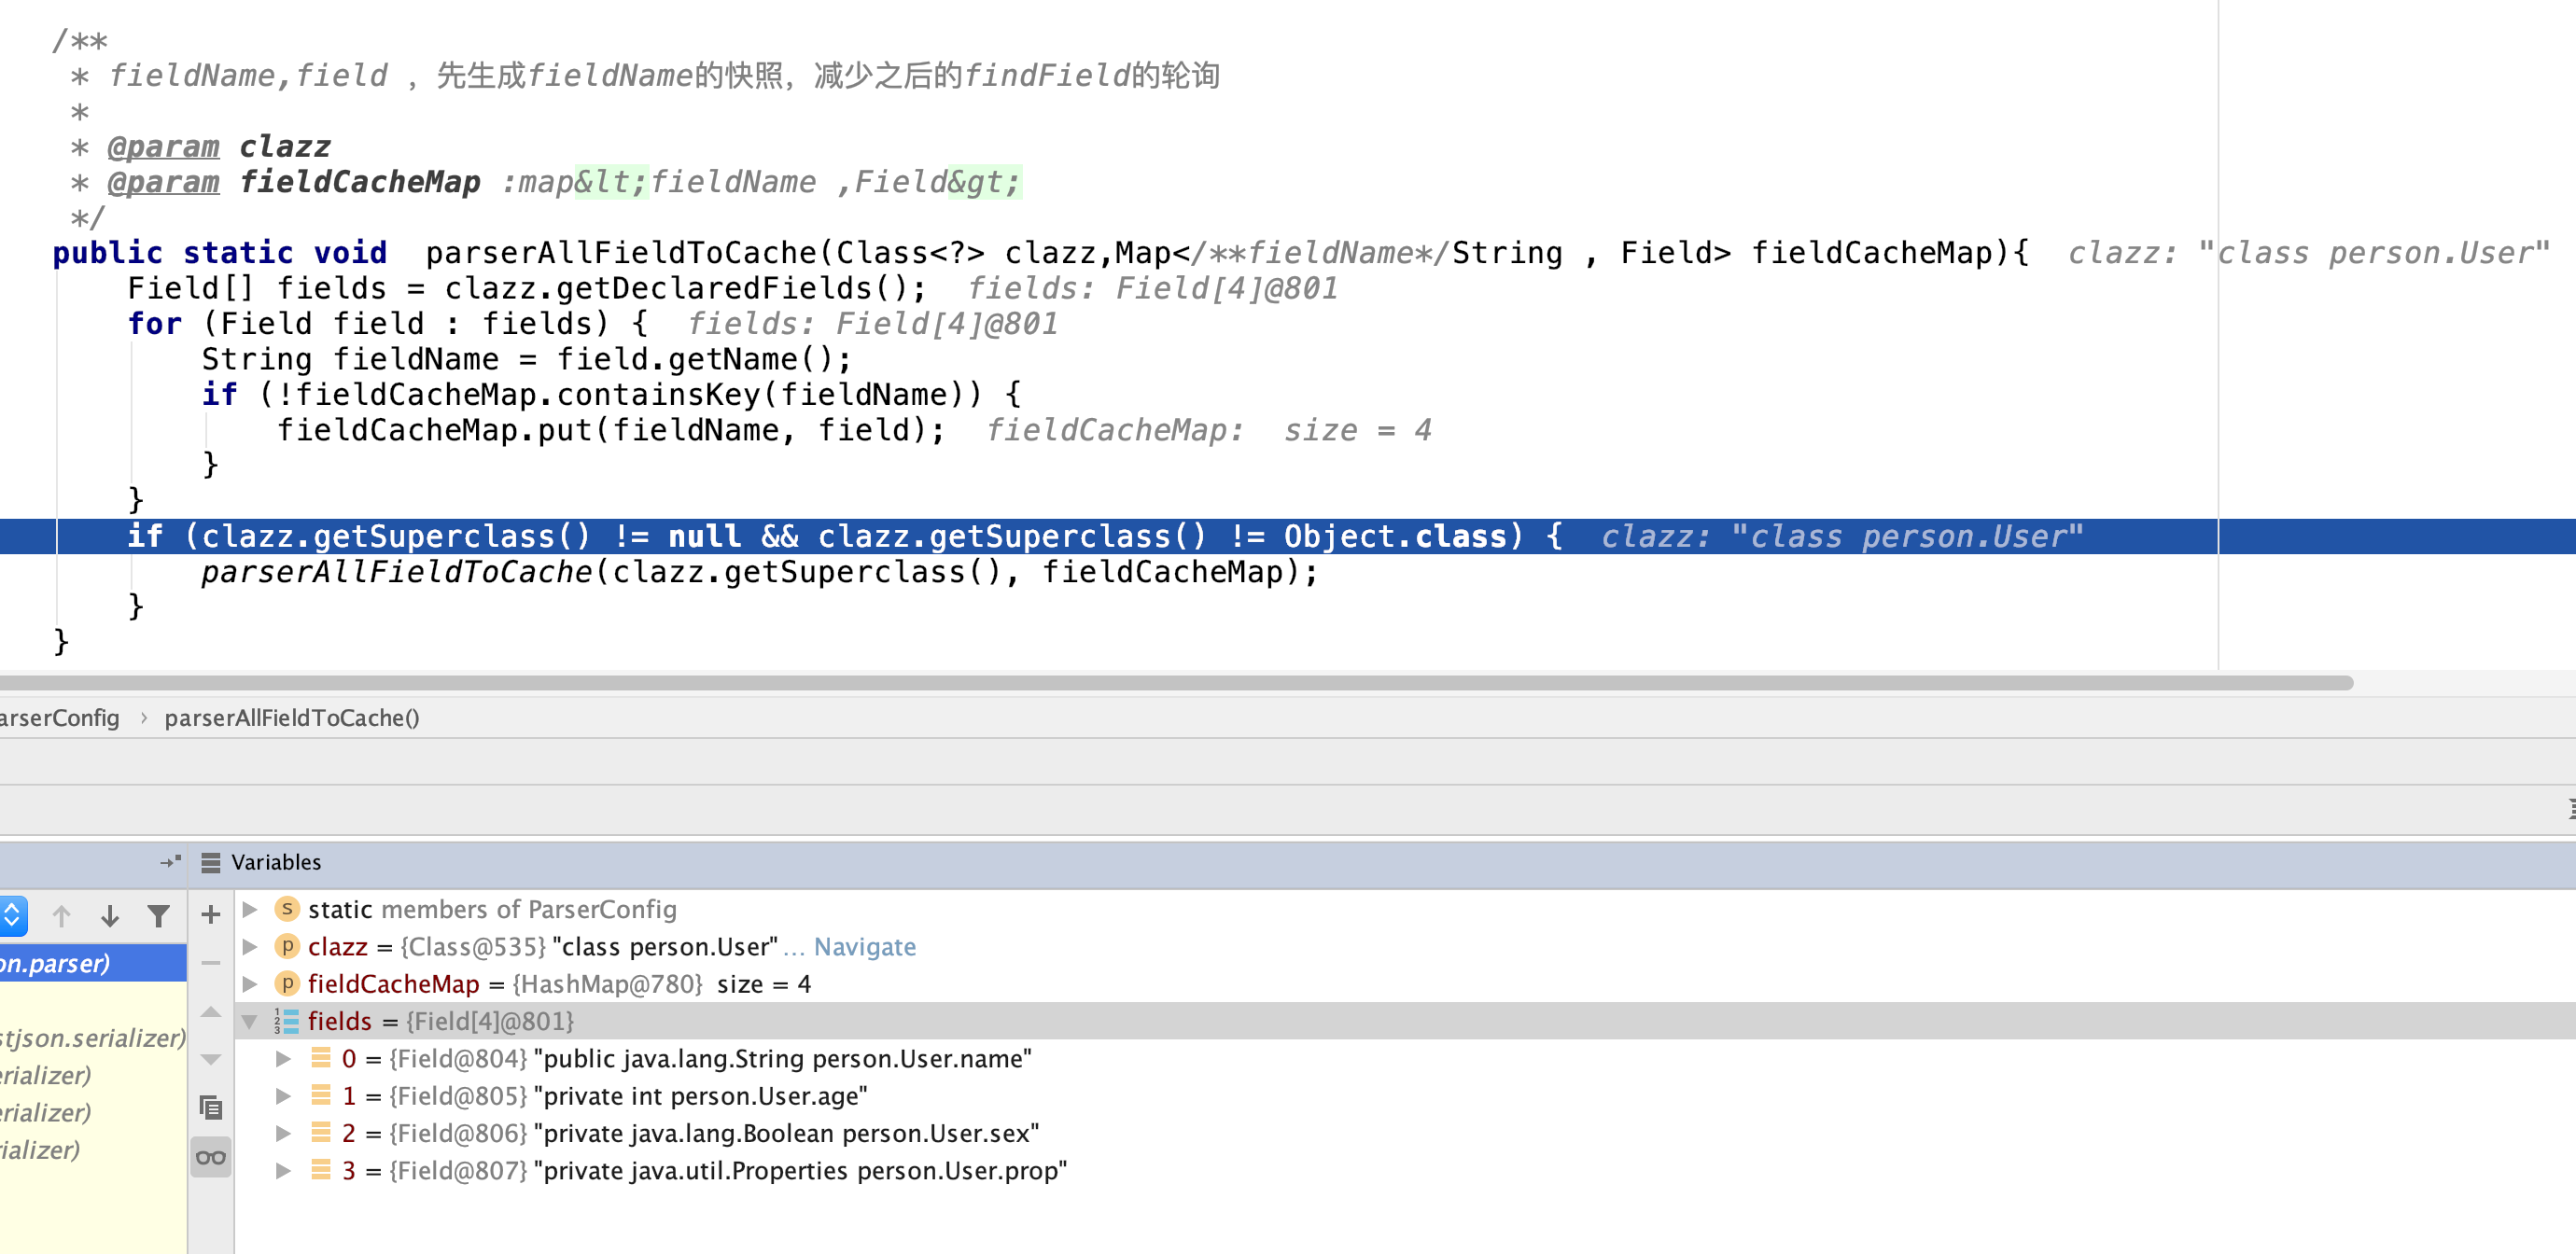 /**
* fieldName,field ，先生成fieldName的快照，减少之后的findField的轮询
*
* @param clazz
* @param fieldCacheMap :map&lt;fieldName ,Field&gt;
*/
public static void  parserAllFieldToCache(Class<?> clazz,Map</**fieldName*/String , Field> fieldCacheMap){  clazz: "class person.User"
Field[] fields = clazz.getDeclaredFields();  fields: Field[4]@801
for (Field field : fields) {  fields: Field[4]@801
String fieldName = field.getName();
if (!fieldCacheMap.containsKey(fieldName)) {
fieldCacheMap.put(fieldName, field);  fieldCacheMap:  size = 4
}
}
if (clazz.getSuperclass() != null && clazz.getSuperclass() != Object.class) {  clazz: "class person.User"
parserAllFieldToCache(clazz.getSuperclass(), fieldCacheMap);
}
}
arserConfig › parserAllFieldToCache()
Variables
static members of ParserConfig
clazz = {Class@535} "class person.User" ... Navigate
on.parser)
fieldCacheMap = {HashMap@780}  size = 4
fields = {Field[4]@801}
stjson.serializer)
0 = {Field@804} "public java.lang.String person.User.name"
erializer)
1 = {Field@805} "private int person.User.age"
erializer)
2 = {Field@806} "private java.lang.Boolean person.User.sex"
rializer)
3 = {Field@807} "private java.util.Properties person.User.prop"